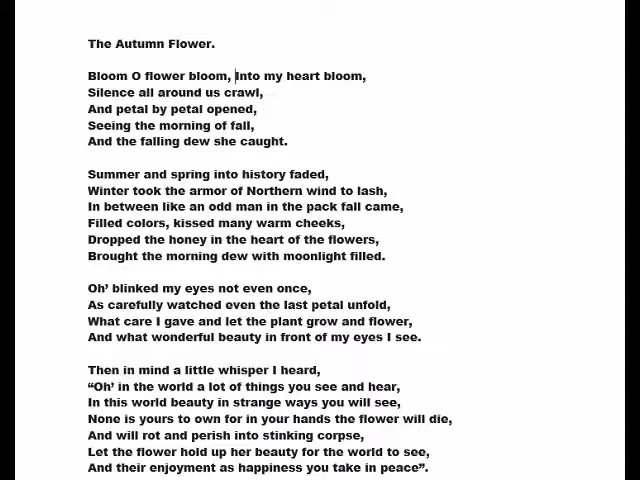 The Autumn Flower.
Bloom O flower bloom, Into my heart bloom,
Silence all around us crawl,
And petal by petal opened,
Seeing the morning of fall,
And the falling dew she caught.
Summer and spring into history faded,
Winter took the armor of Northern wind to lash,
In between like an odd man in the pack fall came,
Filled colors, kissed many warm cheeks,
Dropped the honey in the heart of the flowers,
Brought the morning dew with moonlight filled.
Oh’ blinked my eyes not even once,
As carefully watched even the last petal unfold,
What care I gave and let the plant grow and flower,
And what wonderful beauty in front of my eyes I see.
Then in mind a little whisper I heard,
“Oh’ in the world a lot of things you see and hear,
In this world beauty in strange ways you will see,
None is yours to own for in your hands the flower will die,
And will rot and perish into stinking corpse,
Let the flower hold up her beauty for the world to see,
And their enjoyment as happiness you take in peace”.